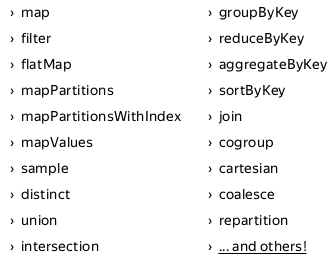 › map
› filter
› flatMap
› mapPartitions
› mapPartitionsWithIndex
› mapValues
› sample
› distinct
› union
› intersection
› groupByKey
› reduceByKey
› aggregateByKey
› sortByKey
› join
› cogroup
› cartesian
› coalesce
› repartition
› ... and others!